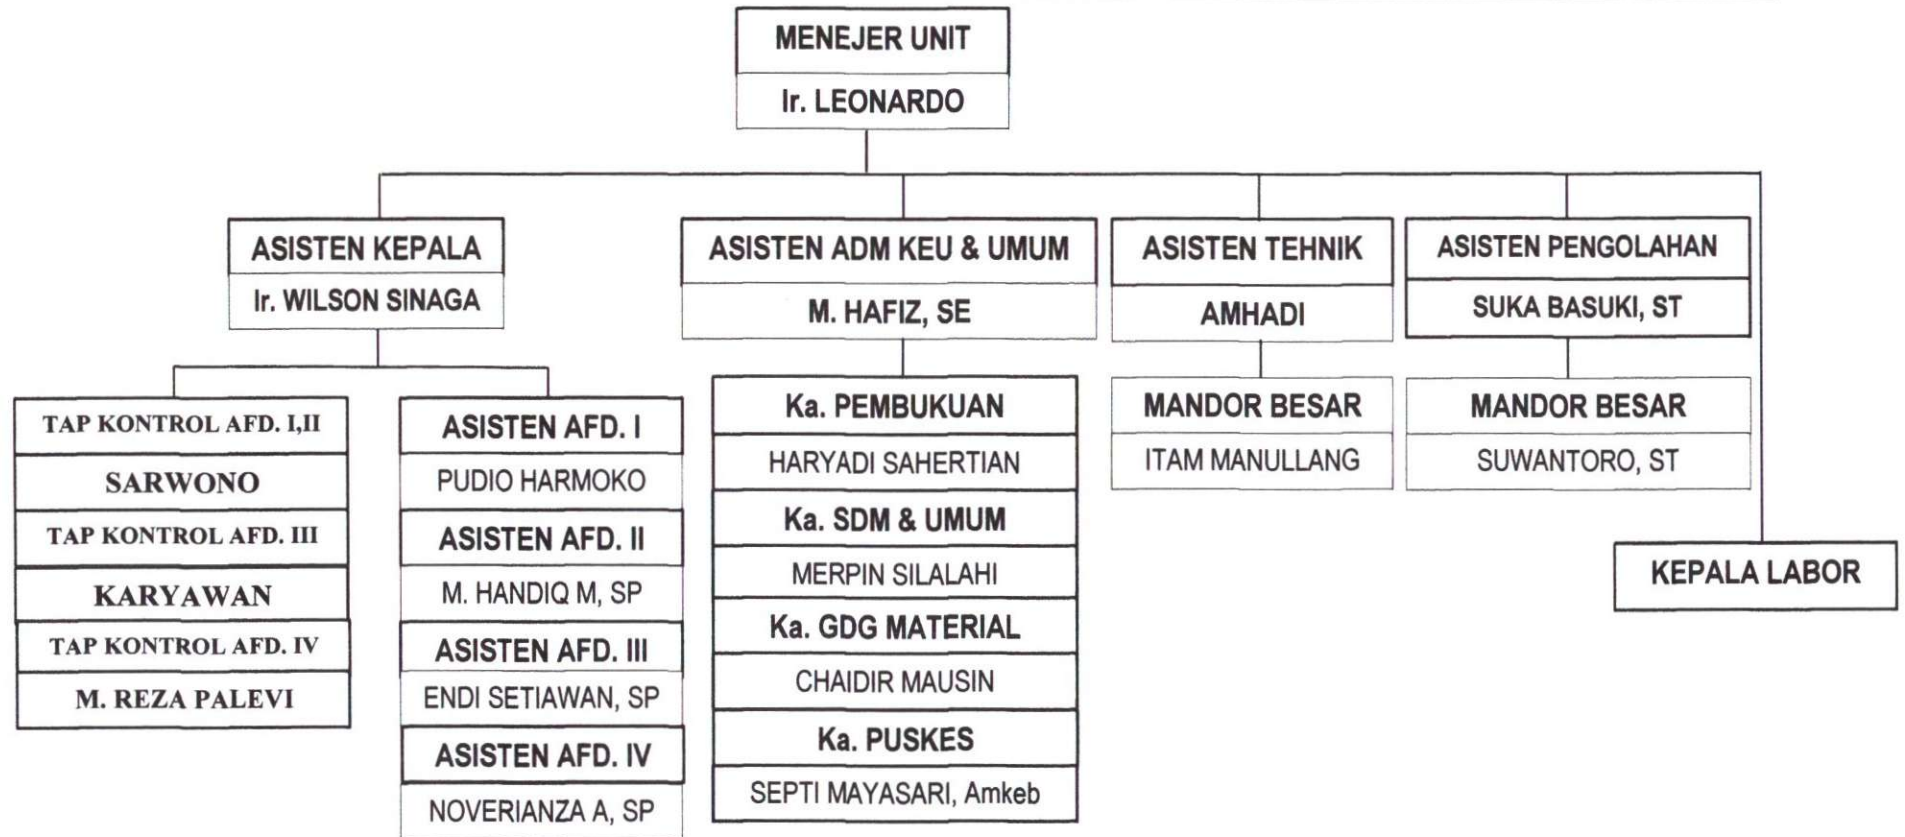 MENEJER UNIT
Ir. LEONARDO
ASISTEN KEPALA
Ir. WILSON SINAGA
ASISTEN ADM KEU & UMUM
M. HAFIZ, SE
ASISTEN TEHNIK
AMHADI
ASISTEN PENGOLAHAN
SUKA BASUKI, ST
TAP KONTROL AFD. I,II
SARWONO
TAP KONTROL AFD. III
KARYAWAN
TAP KONTROL AFD. IV
M. REZA PALEVI
ASISTEN AFD. I
PUDIO HARMOKO
ASISTEN AFD. II
M. HANDIQ M, SP
ASISTEN AFD. III
ENDI SETIAWAN, SP
ASISTEN AFD. IV
NOVERIANZA A, SP
Ka. PEMBUKUAN
HARYADI SAHERTIAN
Ka. SDM & UMUM
MERPIN SILALAHI
Ka. GDG MATERIAL
CHAIDIR MAUSIN
Ka. PUSKES
SEPTI MAYASARI, Amkeb
MANDOR BESAR
ITAM MANULLANG
MANDOR BESAR
SUWANTORO, ST
KEPALA LABOR